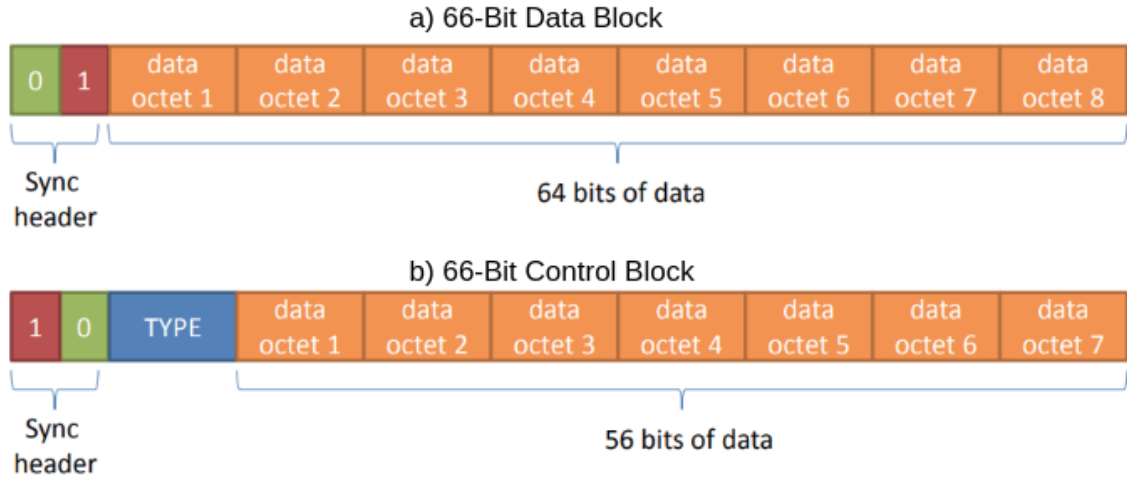 a) 66-Bit Data Block
0 1 data octet 1 data octet 2 data octet 3 data octet 4 data octet 5 data octet 6 data octet 7 data octet 8
Sync header
64 bits of data
b) 66-Bit Control Block
1 0 TYPE data octet 1 data octet 2 data octet 3 data octet 4 data octet 5 data octet 6 data octet 7
Sync header
56 bits of data